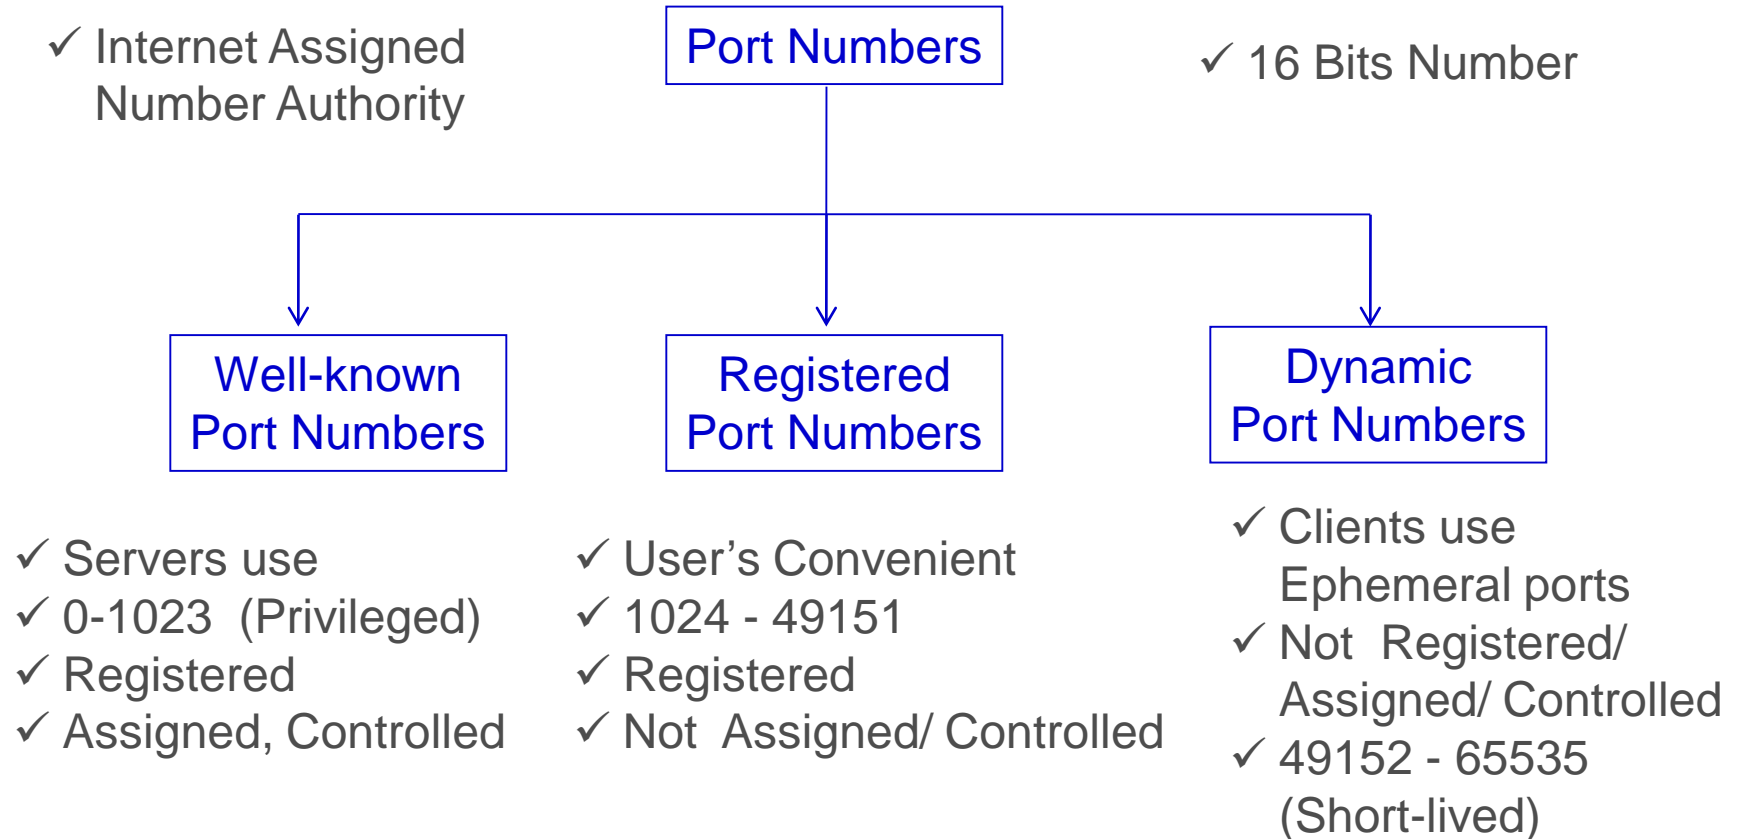 ✓ Internet Assigned
Number Authority
Port Numbers
✓ 16 Bits Number
Well-known
Port Numbers
Registered
Port Numbers
Dynamic
Port Numbers
✓ Servers use
✓ 0-1023 (Privileged)
✓ Registered
✓ Assigned, Controlled
✓ User's Convenient
✓ 1024 - 49151
✓ Registered
✓ Not Assigned/ Controlled
✓ Clients use
Ephemeral ports
✓ Not Registered/
Assigned/ Controlled
✓ 49152 - 65535
(Short-lived)